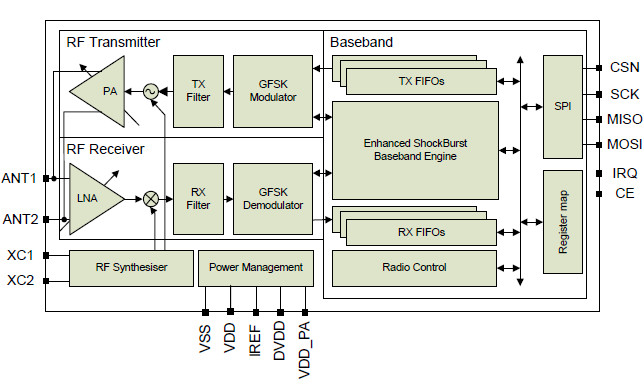 RF Transmitter
PA
TX
Filter
GFSK
Modulator
RF Receiver
LNA
RX
Filter
GFSK
Demodulator
Baseband
TX FIFOs
Enhanced ShockBurst
Baseband Engine
RX FIFOs
Radio Control
SPI
Register map
CSN
SCK
MISO
MOSI
IRQ
CE
ANT1
ANT2
XC1
XC2
RF Synthesiser
Power Management
VSS
VDD
IREF
DVDD
VDD_PA